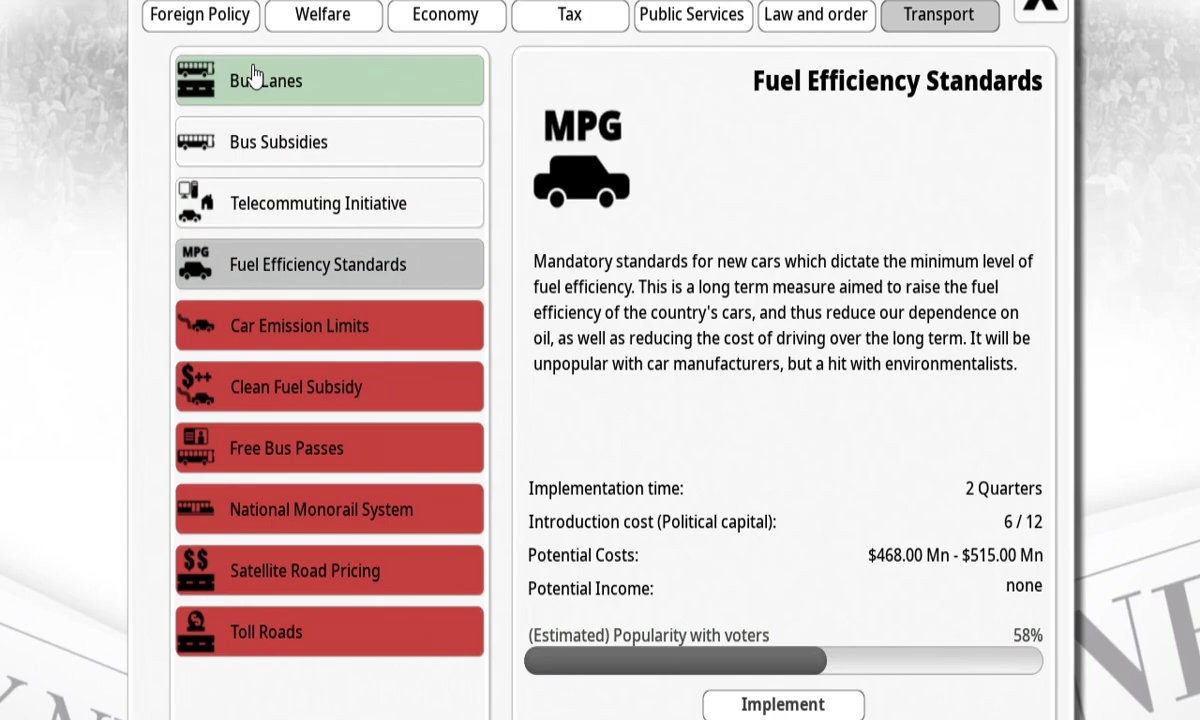 Foreign Policy
Welfare
Economy
Tax
Public Services
Law and order
Transport
X
Bus Lanes
Bus Subsidies
Telecommuting Initiative
MPG
Fuel Efficiency Standards
Car Emission Limits
$++
Clean Fuel Subsidy
Free Bus Passes
National Monorail System
$$
Satellite Road Pricing
Toll Roads
Fuel Efficiency Standards
MPG
Mandatory standards for new cars which dictate the minimum level of
fuel efficiency. This is a long term measure aimed to raise the fuel
efficiency of the country's cars, and thus reduce our dependence on
oil, as well as reducing the cost of driving over the long term. It will be
unpopular with car manufacturers, but a hit with environmentalists.
Implementation time: 2 Quarters
Introduction cost (Political capital): 6 / 12
Potential Costs: $468.00 Mn - $515.00 Mn
Potential Income: none
(Estimated) Popularity with voters 58%
Implement